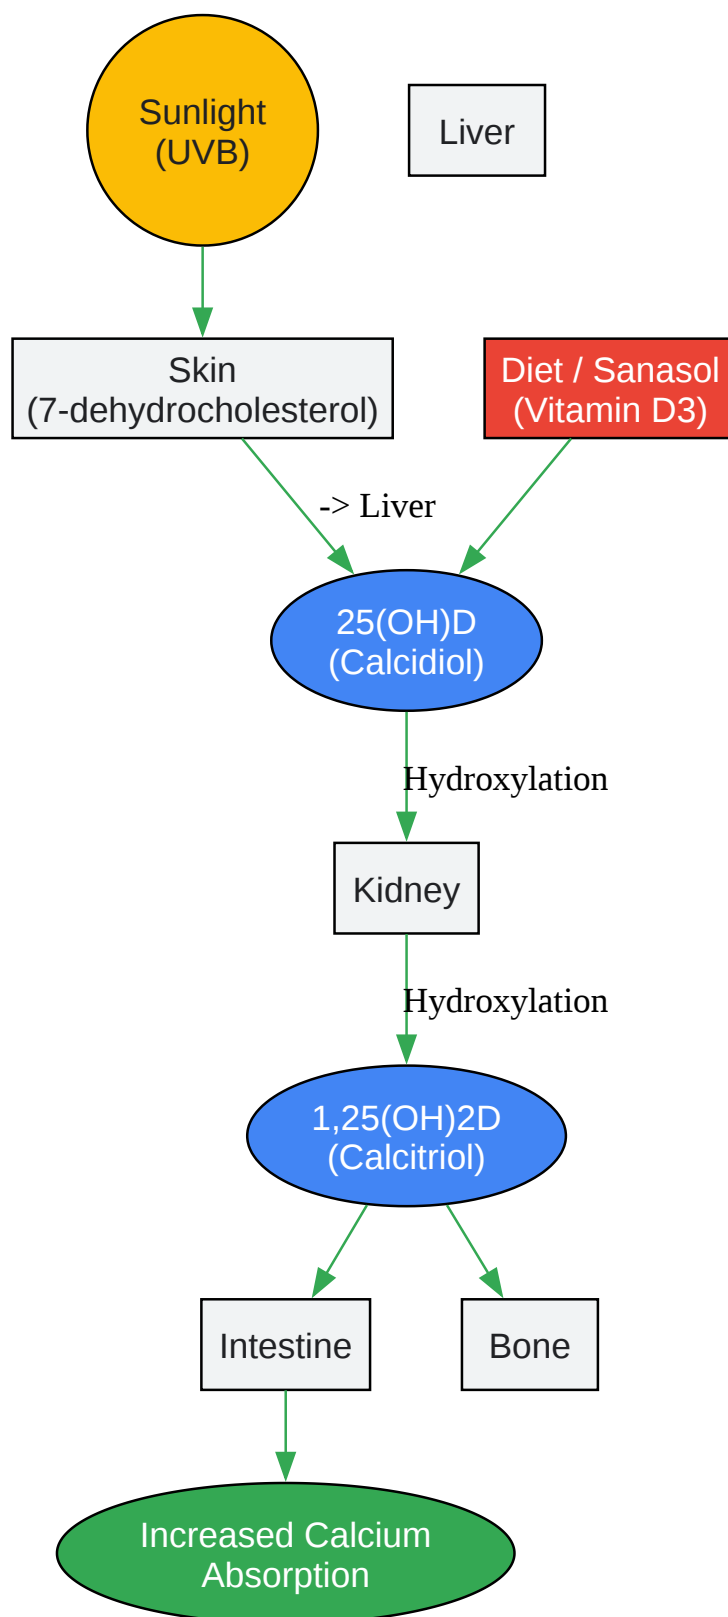 Sunlight
(UVB)
Liver
Skin
(7-dehydrocholesterol)
Diet / Sanasol
(Vitamin D3)
-> Liver
25(OH)D
(Calcidiol)
Hydroxylation
Kidney
Hydroxylation
1,25(OH)2D
(Calcitriol)
Intestine
Bone
Increased Calcium
Absorption